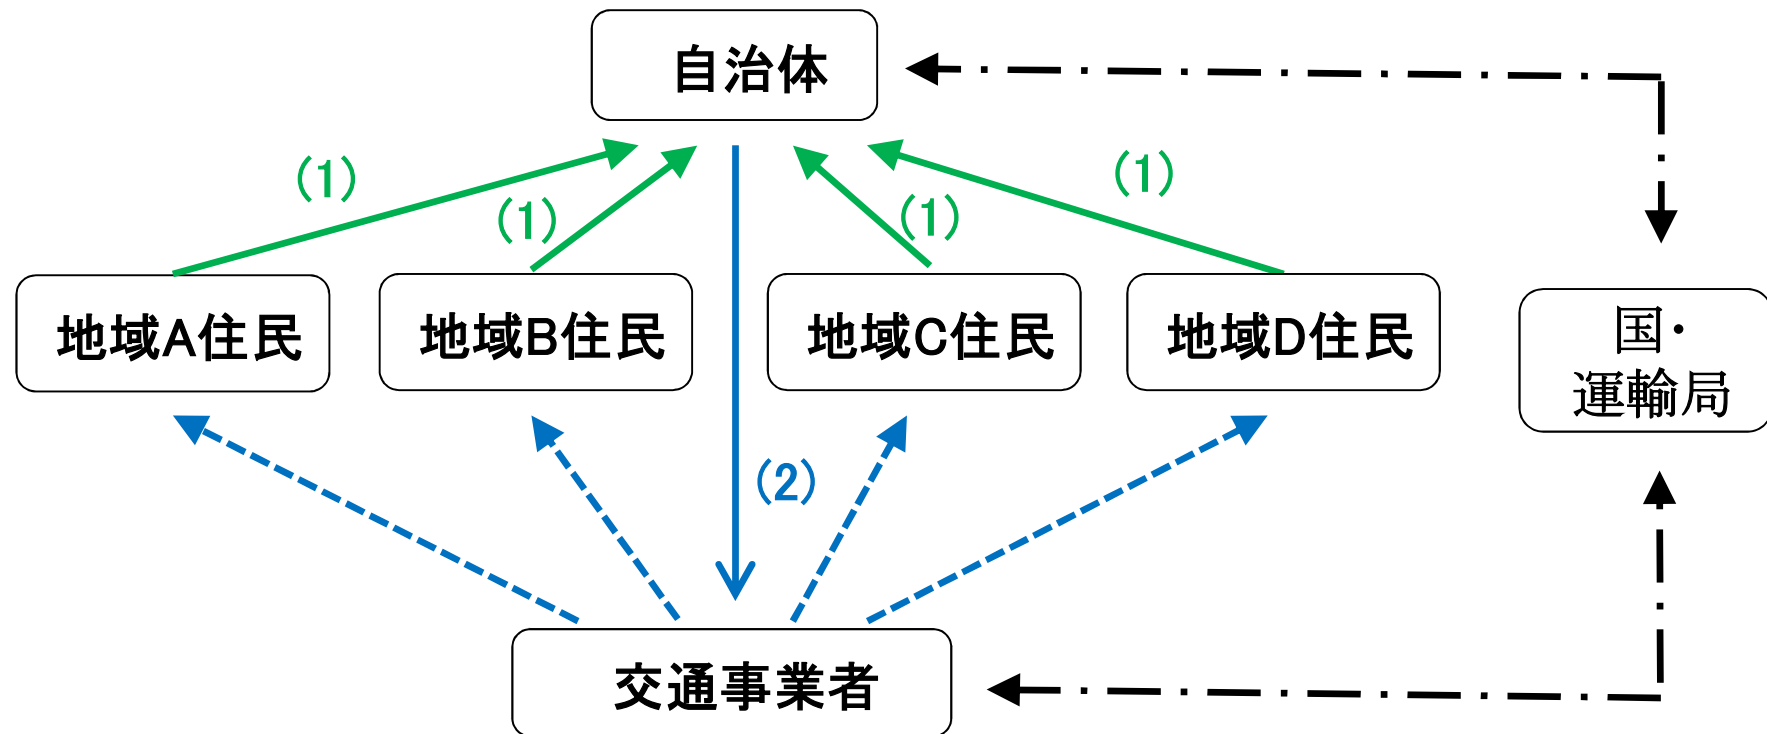 自治体
(1)
(1)
(1)
(1)
地域A住民
地域B住民
地域C住民
地域D住民
国・
運輸局
(2)
交通事業者